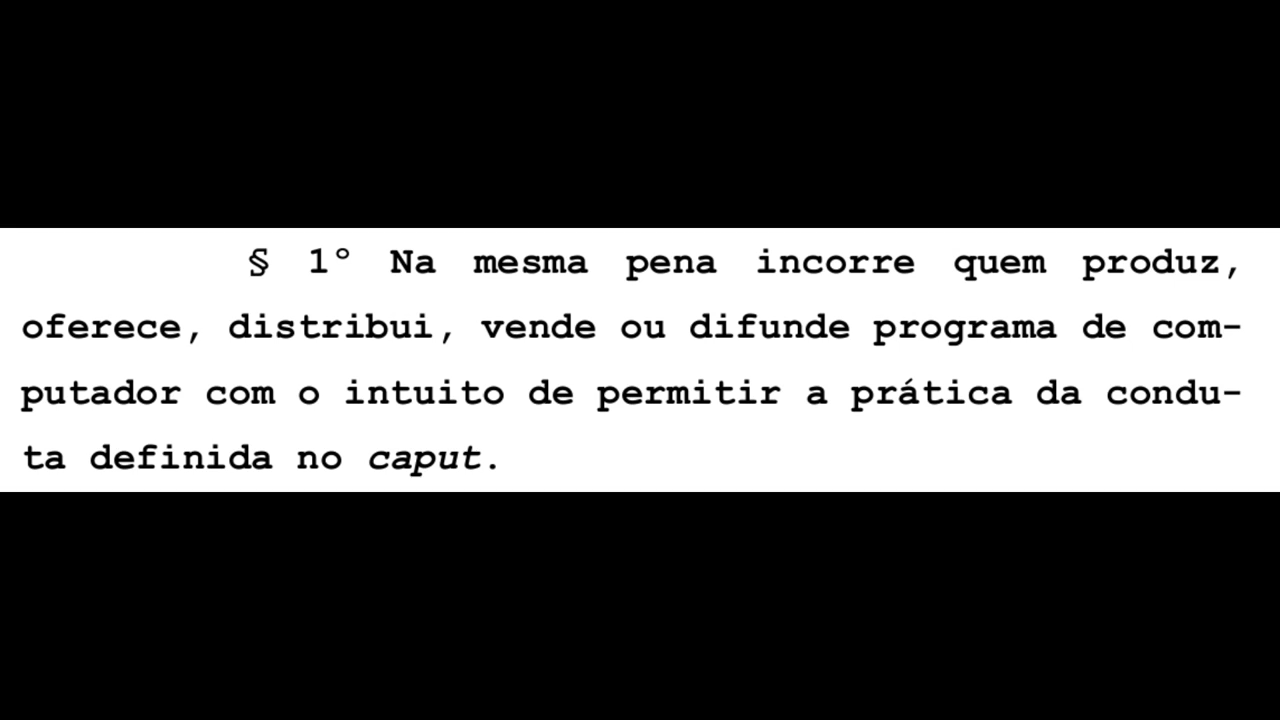 § 1º Na mesma pena incorre quem produz,
oferece, distribui, vende ou difunde programa de com-
putador com o intuito de permitir a prática da condu-
ta definida no caput.